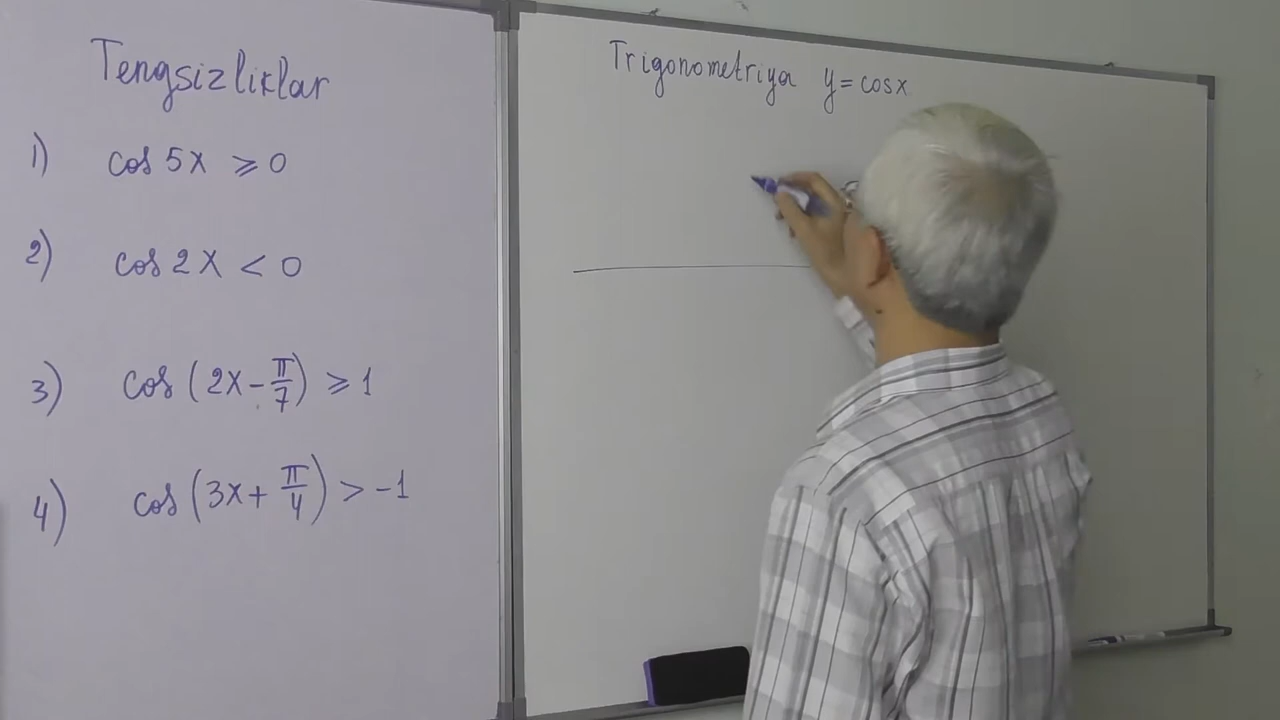 Tengsizliklar
1) cos 5x ⩾ 0
2) cos 2x < 0
3) cos (2x - π/7) ⩾ 1
4) cos (3x + π/4) > -1
Trigonometriya y = cosx